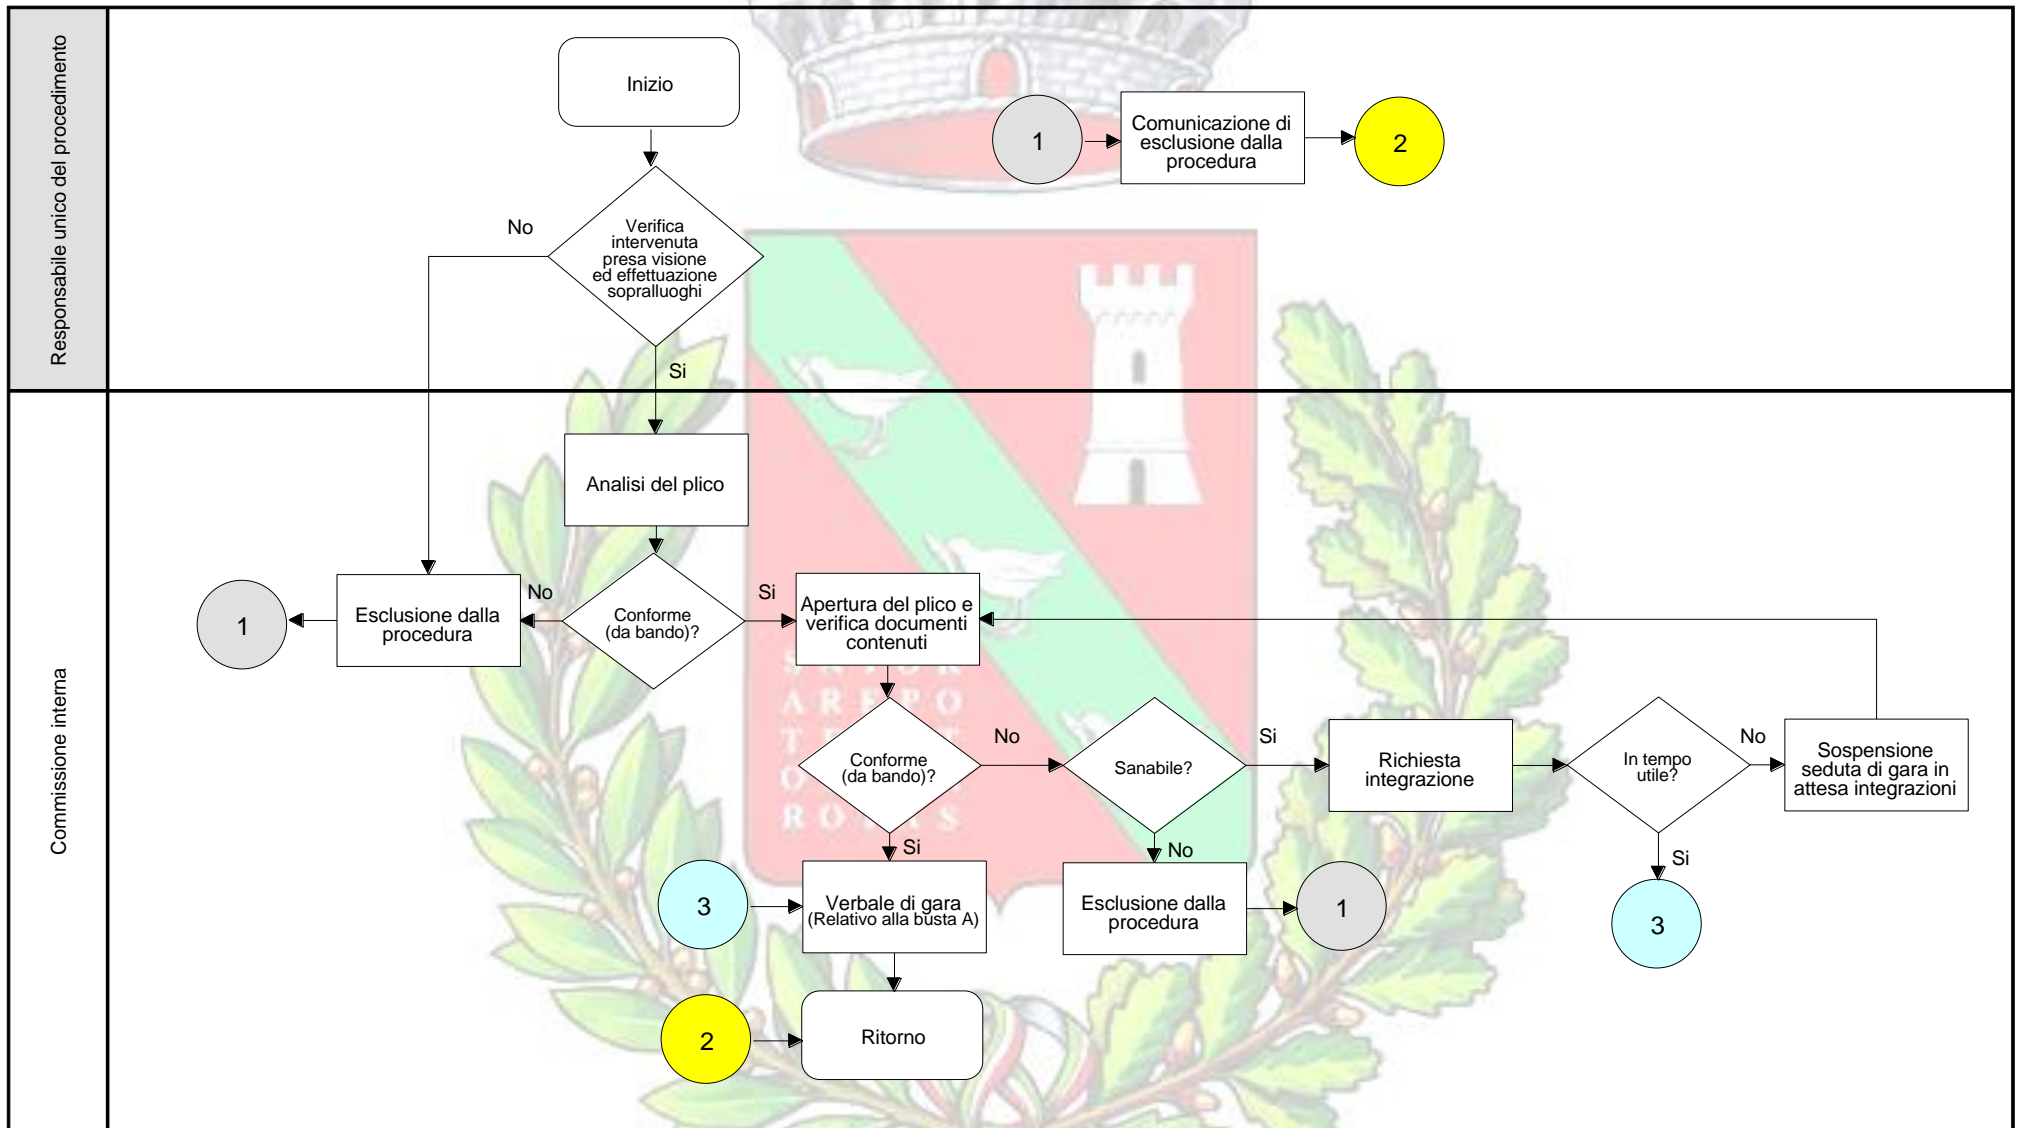 Responsabile unico del procedimento
Inizio
1
Comunicazione di
esclusione dalla
procedura
2
No
Verifica
intervenuta
presa visione
ed effettuazione
sopralluoghi
Si
Commissione interna
Analisi del plico
1
Esclusione dalla
procedura
No
Conforme
(da bando)?
Si
Apertura del plico e
verifica documenti
contenuti
AREPO
Conforme
(da bando)?
No
Sanabile?
Si
Richiesta
integrazione
In tempo
utile?
No
Sospensione
seduta di gara in
attesa integrazioni
Si
No
Si
3
Verbale di gara
(Relativo alla busta A)
Esclusione dalla
procedura
1
3
2
Ritorno